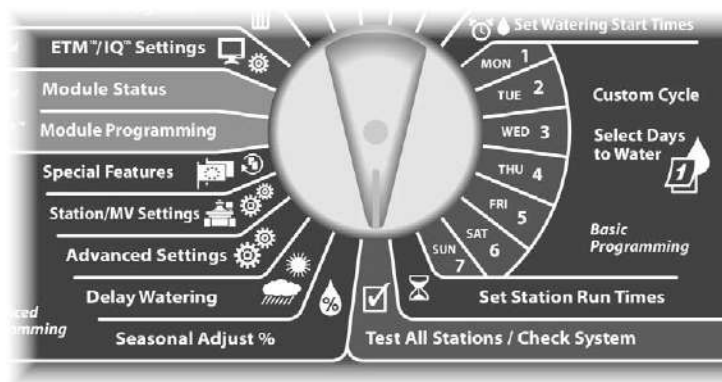 Set Watering Start Times
ETM™/IQ™ Settings
MON 1
Module Status
TUE 2
Custom Cycle
Module Programming
WED 3
Select Days
to Water
1
Special Features
THU 4
Station/MV Settings
FRI 5
SAT 6
Basic
Programming
SUN 7
Advanced Settings
Delay Watering
Set Station Run Times
%
Seasonal Adjust %
Test All Stations / Check System